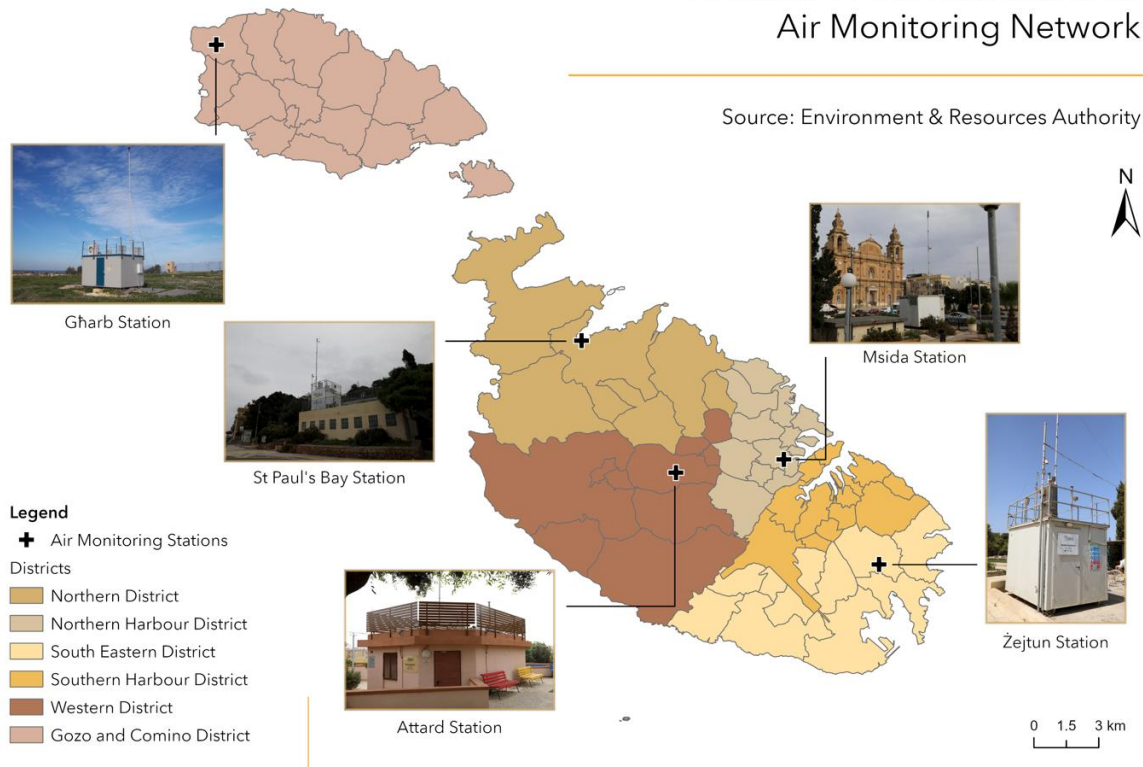 Air Monitoring Network
Source: Environment & Resources Authority
N
Għarb Station
Msida Station
St Paul's Bay Station
Legend
Air Monitoring Stations
Districts
Northern District
Northern Harbour District
South Eastern District
Southern Harbour District
Western District
Gozo and Comino District
Attard Station
Żejtun Station
0 1.5 3 km